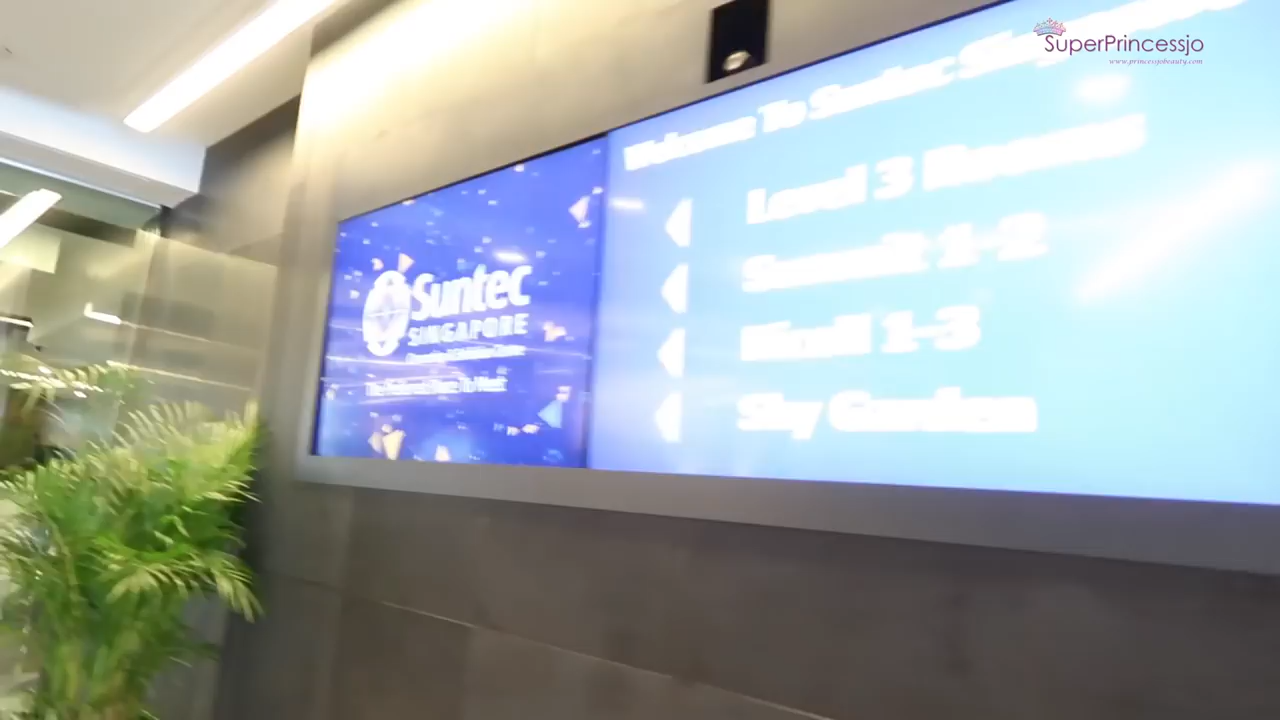 SuperPrincessjo
www.princessjobeauty.com
Welcome To Suntec Singapore
Level 3 Rooms
Summit 1-2
Nicoll 1-3
Sky Garden
Suntec
SINGAPORE